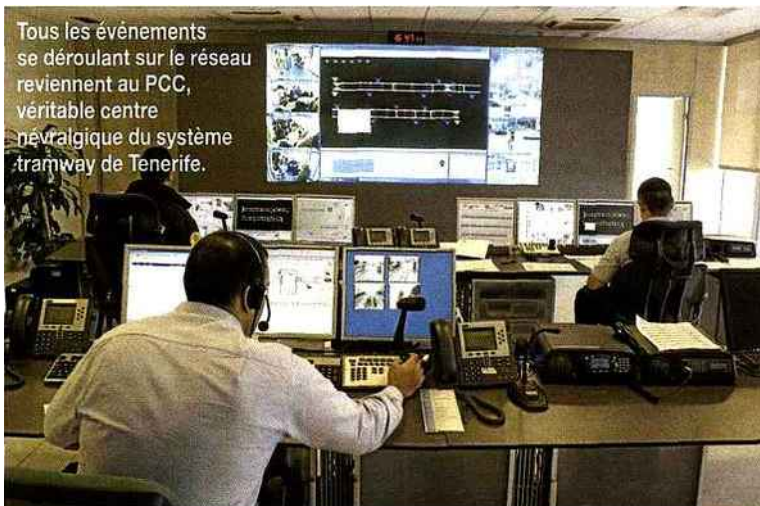 Tous les événements
se déroulant sur le réseau
reviennent au PCC,
véritable centre
névralgique du système
tramway de Tenerife.